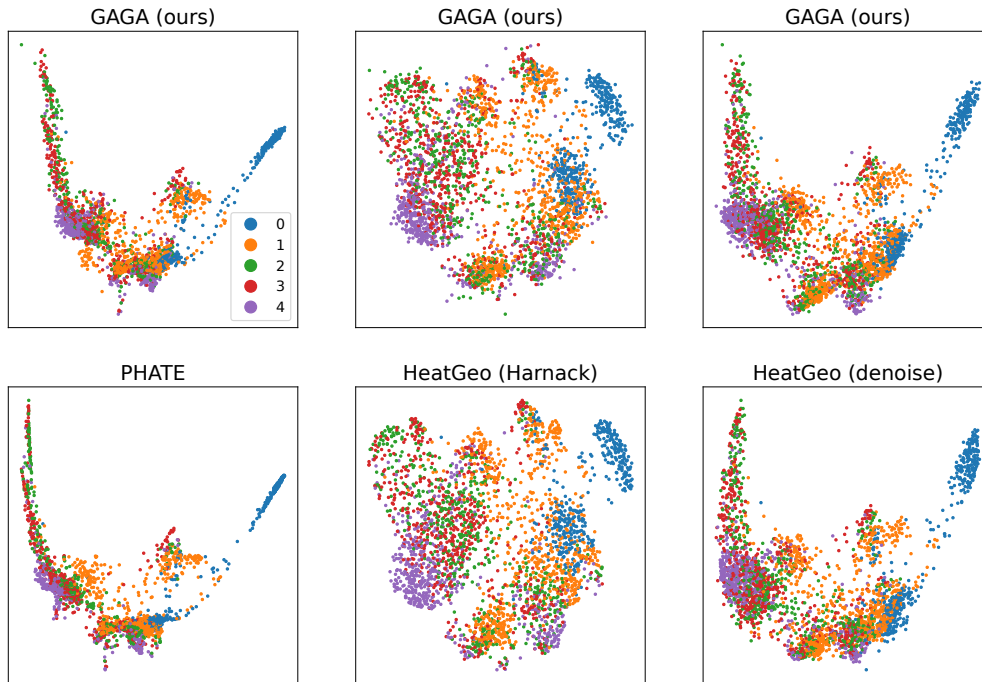 GAGA (ours)
GAGA (ours)
GAGA (ours)
0
1
2
3
4
PHATE
HeatGeo (Harnack)
HeatGeo (denoise)